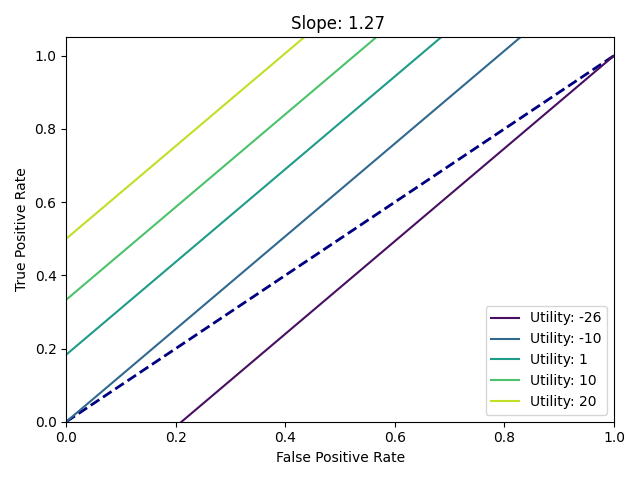 Slope: 1.27
True Positive Rate
1.0
0.8
0.6
0.4
0.2
0.0
0.0 0.2 0.4 0.6 0.8 1.0
False Positive Rate
Utility: -26
Utility: -10
Utility: 1
Utility: 10
Utility: 20